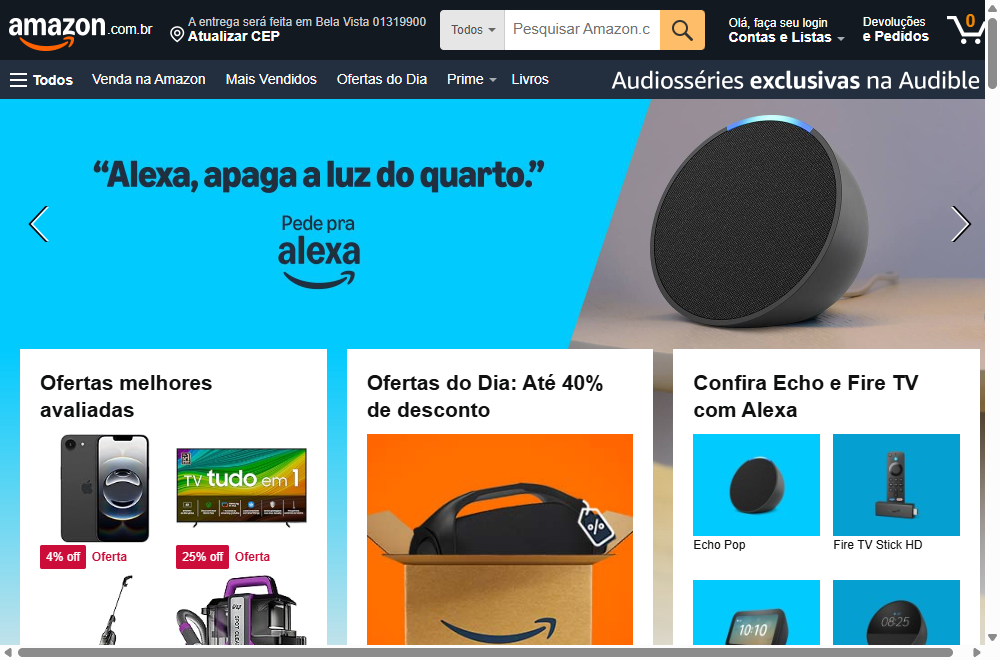 amazon.com.br
A entrega será feita em Bela Vista 01319900
Atualizar CEP
Todos
Pesquisar Amazon.c
Olá, faça seu login
Contas e Listas
Devoluções
e Pedidos
0
Todos
Venda na Amazon
Mais Vendidos
Ofertas do Dia
Prime
Livros
Audiosséries exclusivas na Audible
“Alexa, apaga a luz do quarto.”
Pede pra
alexa
Ofertas melhores
avaliadas
TV tudo em 1
4% off
Oferta
25% off
Oferta
Ofertas do Dia: Até 40%
de desconto
%
Confira Echo e Fire TV
com Alexa
Echo Pop
Fire TV Stick HD
10:10
08:25